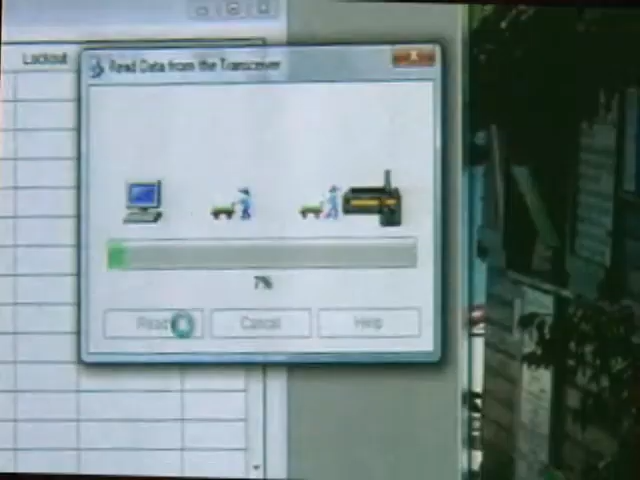 Lockout
Read Data from the Transceiver
7%
Read
Cancel
Help